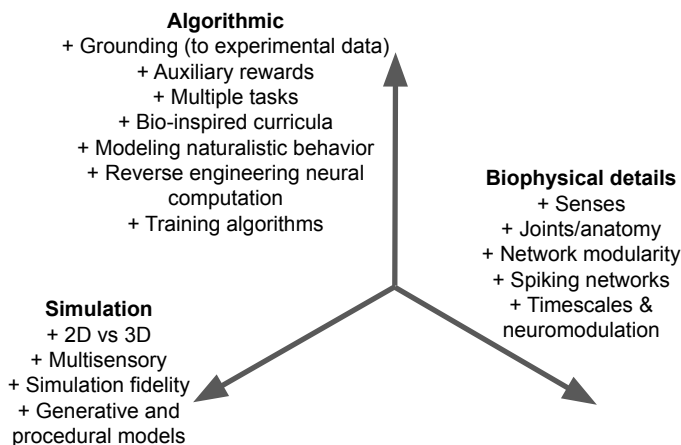 Algorithmic
+ Grounding (to experimental data)
+ Auxiliary rewards
+ Multiple tasks
+ Bio-inspired curricula
+ Modeling naturalistic behavior
+ Reverse engineering neural
computation
+ Training algorithms
Biophysical details
+ Senses
+ Joints/anatomy
+ Network modularity
+ Spiking networks
+ Timescales &
neuromodulation
Simulation
+ 2D vs 3D
+ Multisensory
+ Simulation fidelity
+ Generative and
procedural models